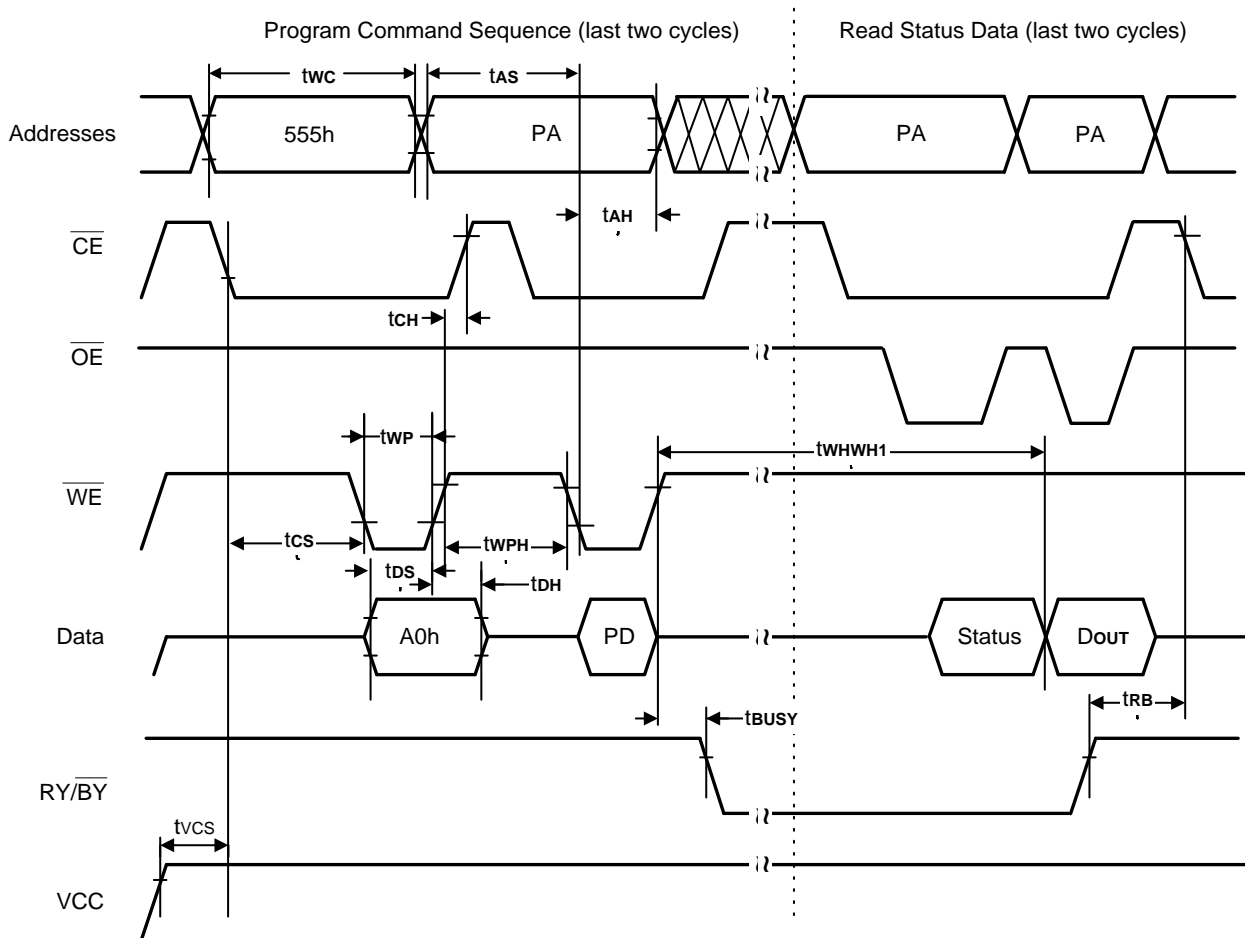 Program Command Sequence (last two cycles)
Read Status Data (last two cycles)
tWC
tAS
Addresses
555h
PA
PA
PA
tAH
CE
tCH
OE
tWP
tWHWH1
WE
tCS
tWPH
tDS
tDH
Data
A0h
PD
Status
DOUT
tBUSY
tRB
RY/BY
tVCS
VCC